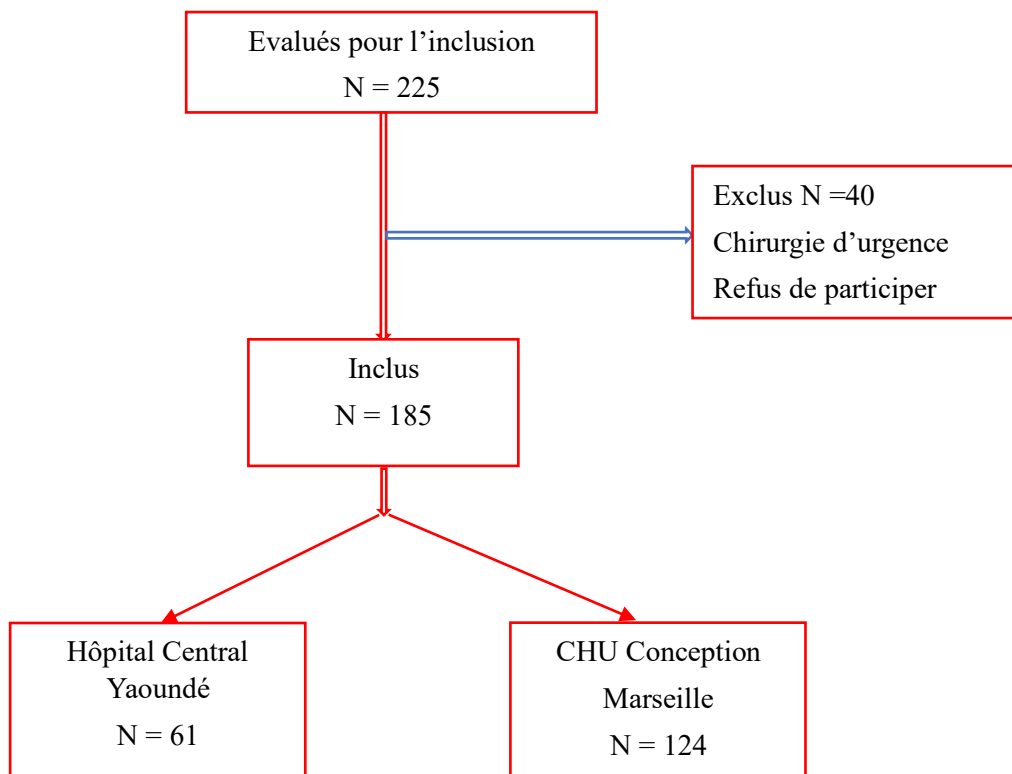 Evalués pour l’inclusion
N = 225
Exclus N =40
Chirurgie d’urgence
Refus de participer
Inclus
N = 185
Hôpital Central
Yaoundé
N = 61
CHU Conception
Marseille
N = 124